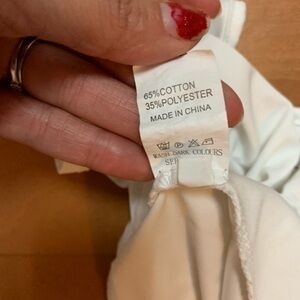 65%COTTON
35%POLYESTER
MADE IN CHINA
WASH DARK COLOURS